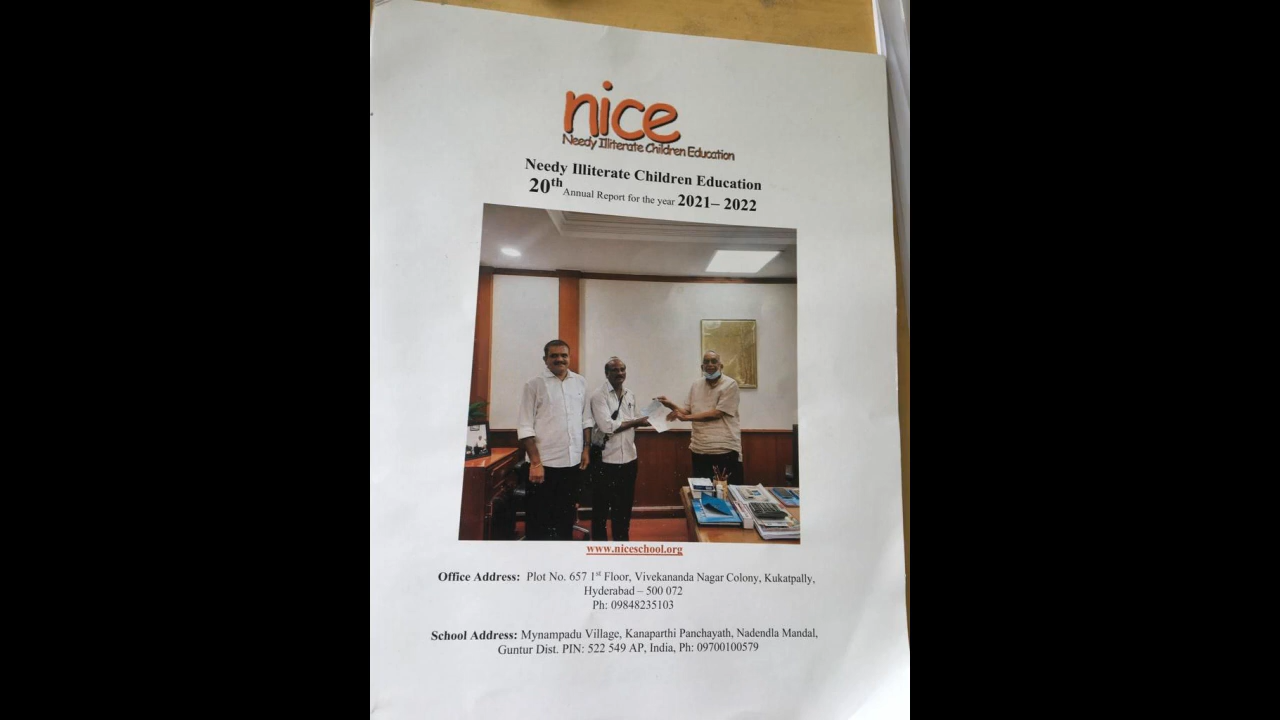 nice
Needy Illiterate Children Education
Needy Illiterate Children Education
20th Annual Report for the year 2021– 2022
www.niceschool.org
Office Address: Plot No. 657 1st Floor, Vivekananda Nagar Colony, Kukatpally,
Hyderabad – 500 072
Ph: 09848235103
School Address: Mynampadu Village, Kanaparthi Panchayath, Nadendla Mandal,
Guntur Dist. PIN: 522 549 AP, India, Ph: 09700100579